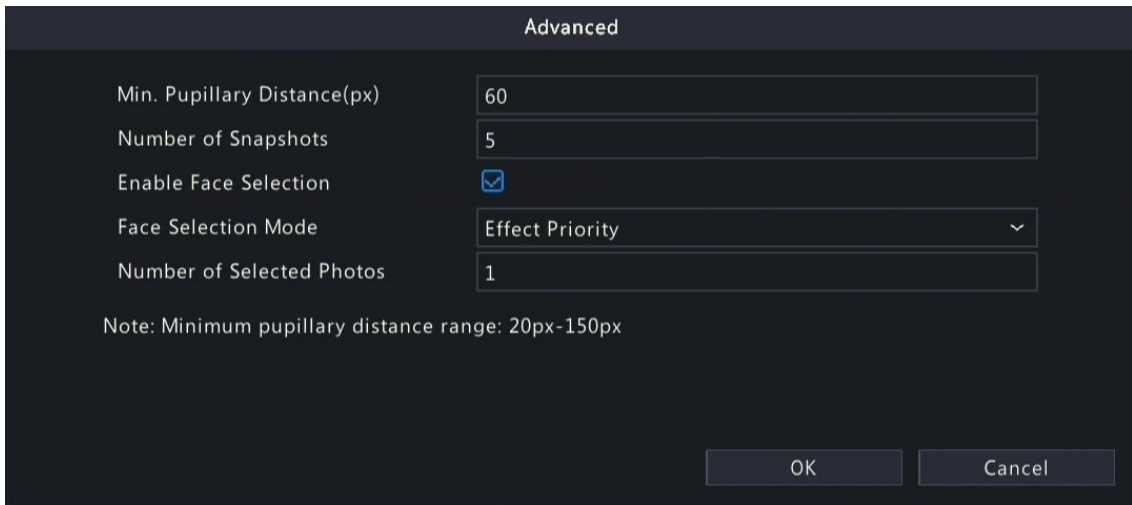 Advanced
Min. Pupillary Distance(px) 60
Number of Snapshots 5
Enable Face Selection
Face Selection Mode Effect Priority
Number of Selected Photos 1
Note: Minimum pupillary distance range: 20px-150px
OK Cancel